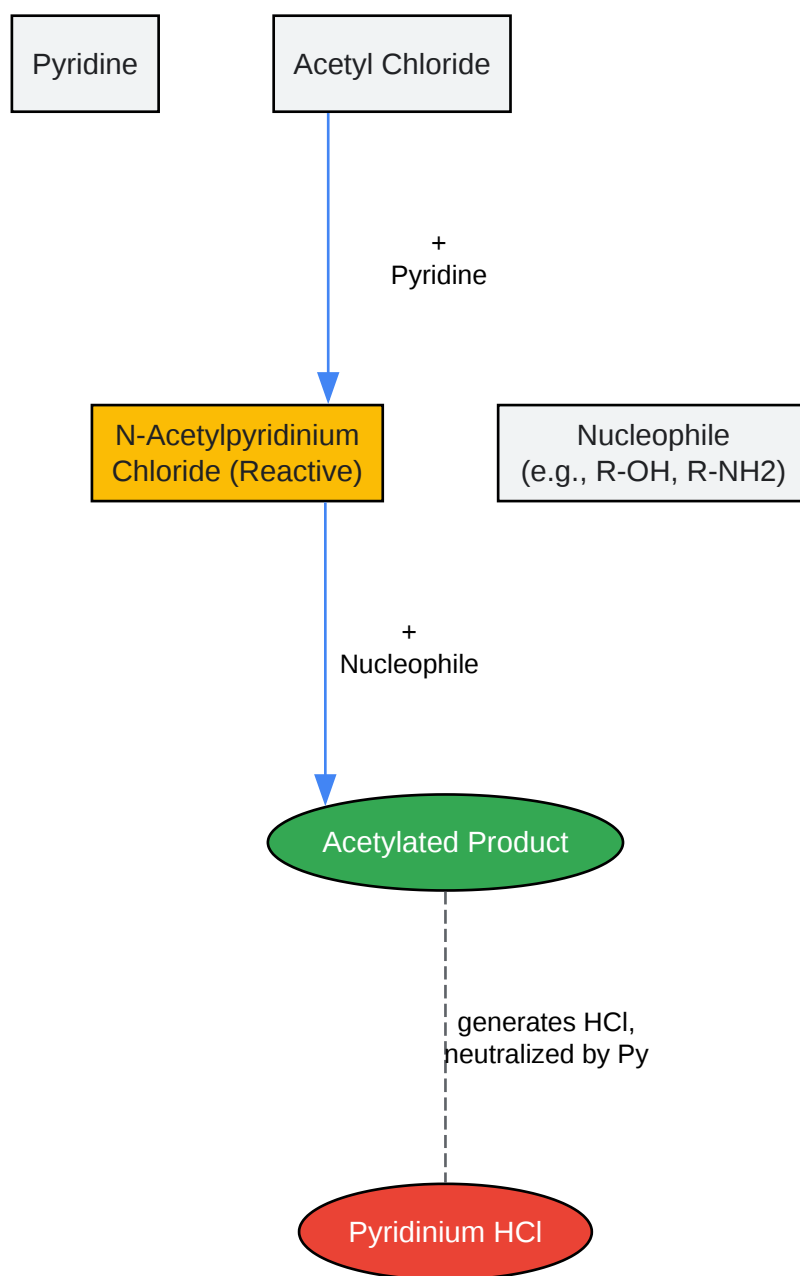 Pyridine
Acetyl Chloride
+
Pyridine
N-Acetylpyridinium
Chloride (Reactive)
Nucleophile
(e.g., R-OH, R-NH2)
+
Nucleophile
Acetylated Product
generates HCl,
neutralized by Py
Pyridinium HCl